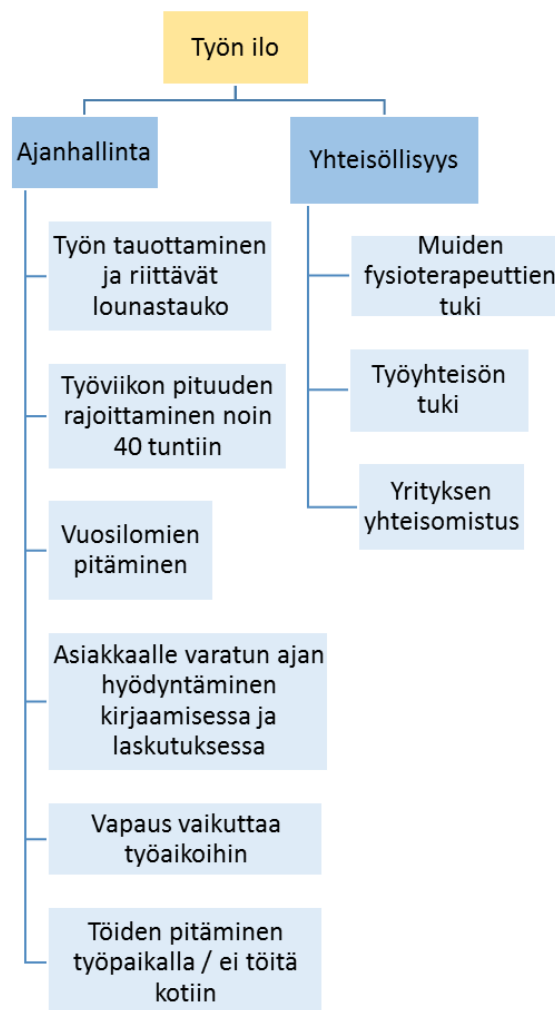 Työn ilo
Ajanhallinta
Työn tauottaminen
ja riittävät
lounastauko
Työviikon pituuden
rajoittaminen noin
40 tuntiin
Vuosilomien
pitäminen
Asiakkaalle varatun ajan
hyödyntäminen
kirjaamisessa ja
laskutuksessa
Vapaus vaikuttaa
työaikoihin
Töiden pitäminen
työpaikalla / ei töitä
kotiin
Yhteisöllisyys
Muiden
fysioterapeuttien
tuki
Työyhteisön
tuki
Yrityksen
yhteisomistus